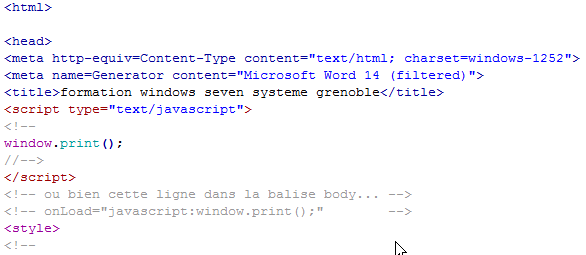 <html>
<head>
<meta http-equiv=Content-Type content="text/html; charset=windows-1252">
<meta name=Generator content="Microsoft Word 14 (filtered)">
<title>formation windows seven systeme grenoble</title>
<script type="text/javascript">
<!--
window.print();
//-->
</script>
<!-- ou bien cette ligne dans la balise body... -->
<!-- onLoad="javascript:window.print();" -->
<style>
<!--